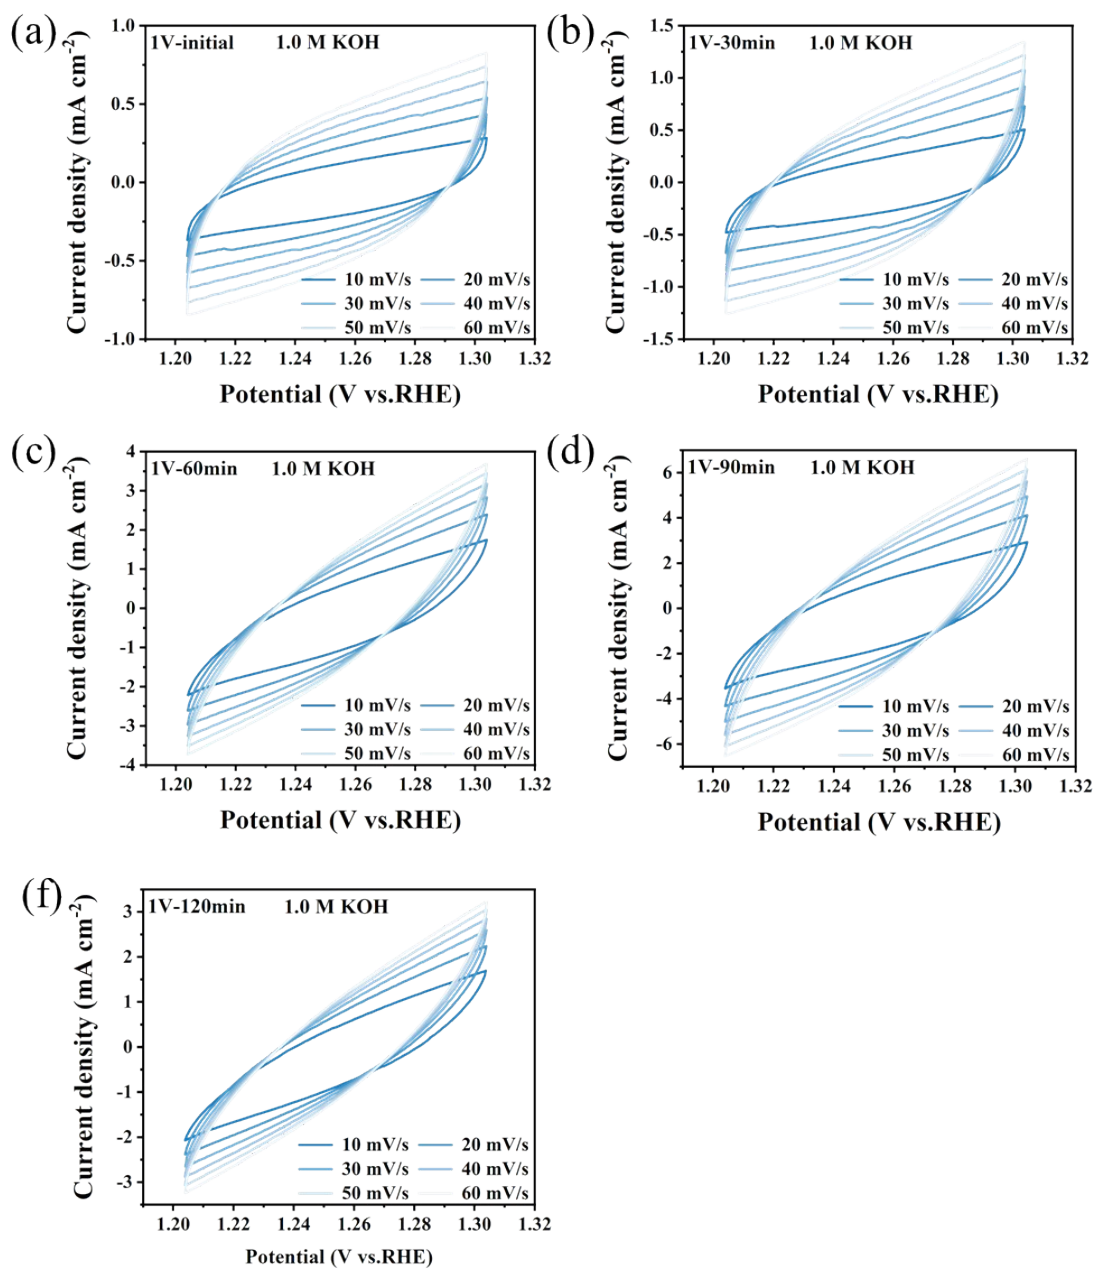 (a)
1V-initial 1.0 M KOH
Current density (mA cm⁻²)
1.0
0.5
0.0
-0.5
-1.0
10 mV/s 20 mV/s
30 mV/s 40 mV/s
50 mV/s 60 mV/s
1.20 1.22 1.24 1.26 1.28 1.30 1.32
Potential (V vs.RHE)
(b)
1V-30min 1.0 M KOH
Current density (mA cm⁻²)
1.5
1.0
0.5
0.0
-0.5
-1.0
-1.5
10 mV/s 20 mV/s
30 mV/s 40 mV/s
50 mV/s 60 mV/s
1.20 1.22 1.24 1.26 1.28 1.30 1.32
Potential (V vs.RHE)
(c)
1V-60min 1.0 M KOH
Current density (mA cm⁻²)
4
3
2
1
0
-1
-2
-3
-4
10 mV/s 20 mV/s
30 mV/s 40 mV/s
50 mV/s 60 mV/s
1.20 1.22 1.24 1.26 1.28 1.30 1.32
Potential (V vs.RHE)
(d)
1V-90min 1.0 M KOH
Current density (mA cm⁻²)
6
4
2
0
-2
-4
-6
10 mV/s 20 mV/s
30 mV/s 40 mV/s
50 mV/s 60 mV/s
1.20 1.22 1.24 1.26 1.28 1.30 1.32
Potential (V vs.RHE)
(f)
1V-120min 1.0 M KOH
Current density (mA cm⁻²)
3
2
1
0
-1
-2
-3
10 mV/s 20 mV/s
30 mV/s 40 mV/s
50 mV/s 60 mV/s
1.20 1.22 1.24 1.26 1.28 1.30 1.32
Potential (V vs.RHE)